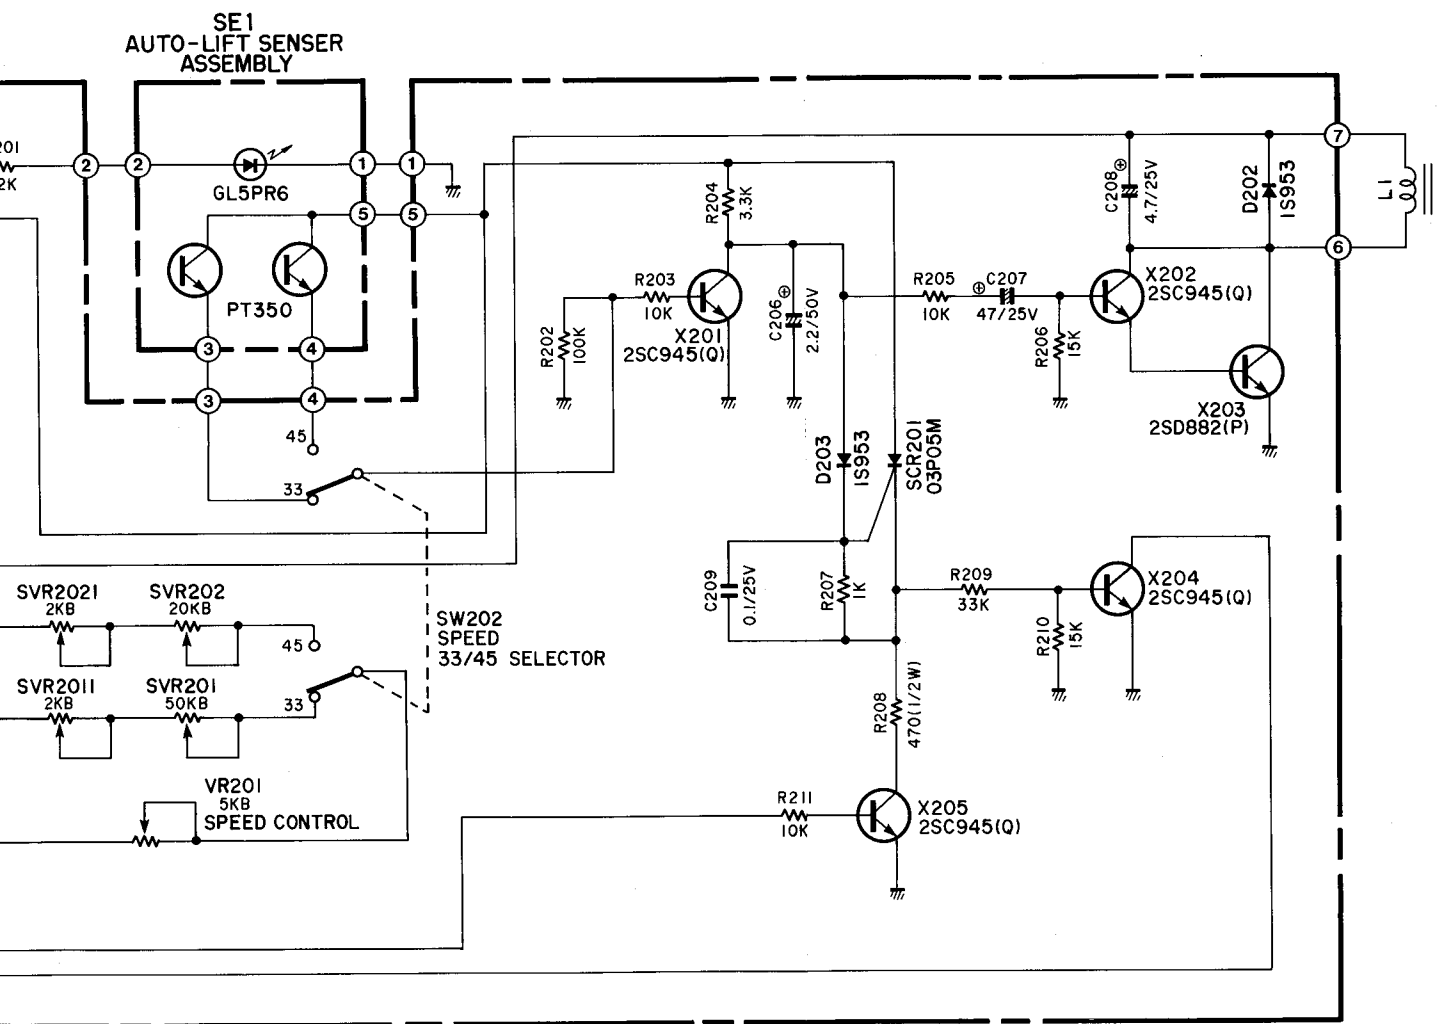 SE1
AUTO-LIFT SENSER
ASSEMBLY
2
2
GL5PR6
1
1
5
5
PT350
3
4
3
4
45
33
SVR2021
2KB
SVR202
20KB
45
SVR2011
2KB
SVR201
50KB
33
SW202
SPEED
33/45 SELECTOR
VR201
5KB
SPEED CONTROL
R202
100K
R203
10K
X201
2SC945(Q)
R204
3.3K
C206
2.2/50V
R205
10K
C207
47/25V
R206
15K
C208
4.7/25V
X202
2SC945(Q)
D202
1S953
7
6
L1
X203
2SD882(P)
D203
1S953
SCR201
03P05M
C209
0.1/25V
R207
1K
R209
33K
R210
15K
X204
2SC945(Q)
R208
470(1/2W)
R211
10K
X205
2SC945(Q)